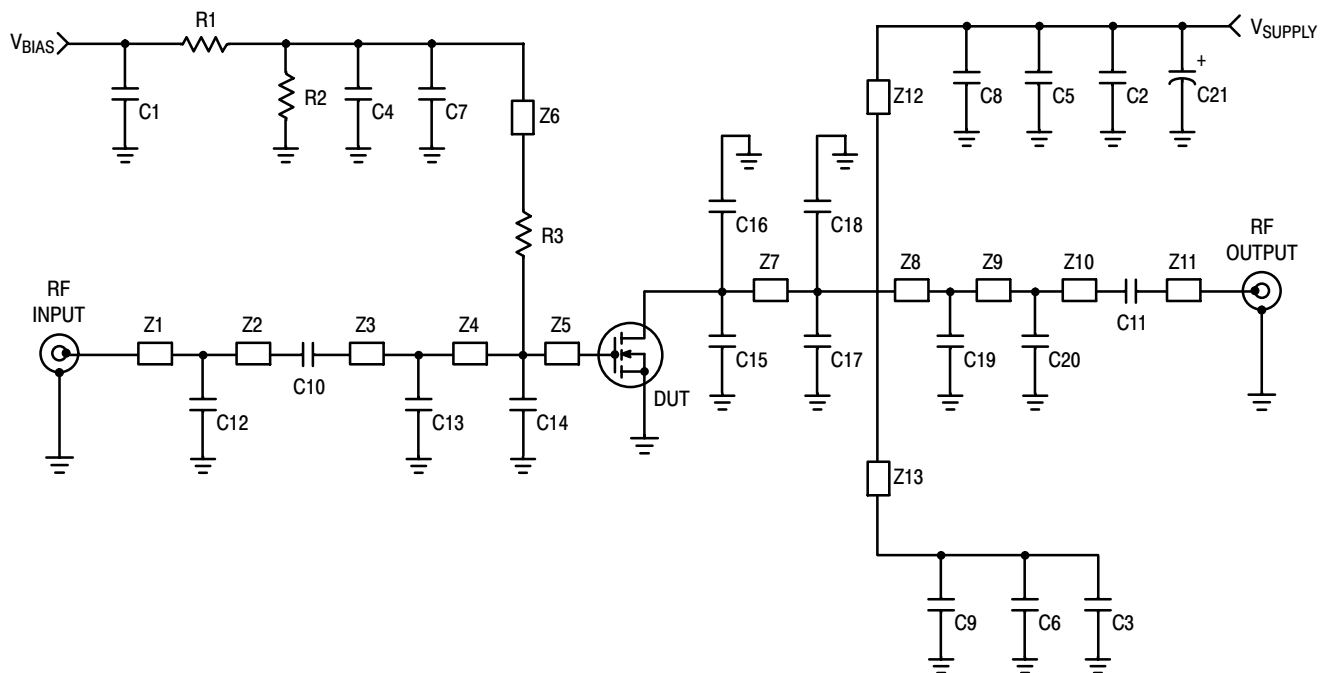 R1
V_BIAS
C1
R2
C4
C7
Z6
R3
RF
INPUT
Z1
Z2
Z3
Z4
Z5
C10
C12
C13
C14
DUT
C16
C18
Z7
C15
C17
V_SUPPLY
Z12
C8
C5
C2
+
C21
Z8
Z9
Z10
Z11
C11
RF
OUTPUT
C19
C20
Z13
C9
C6
C3